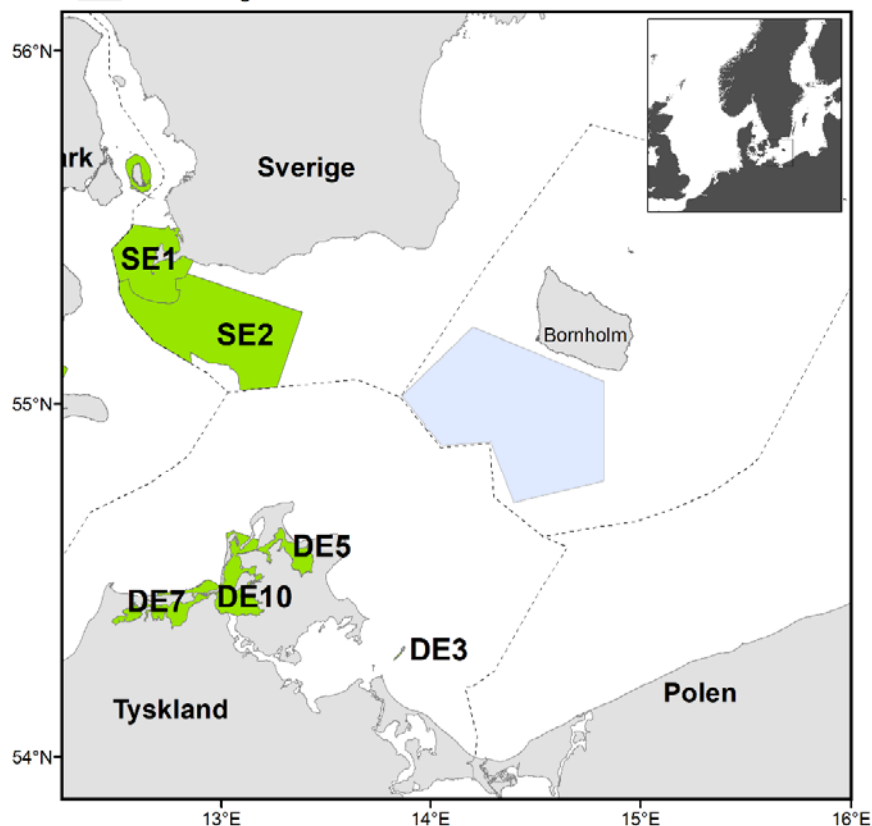 56°N
ark
Sverige
SE1
SE2
Bornholm
55°N
DE5
DE10
DE7
DE3
Tyskland
Polen
54°N
13°E
14°E
15°E
16°E